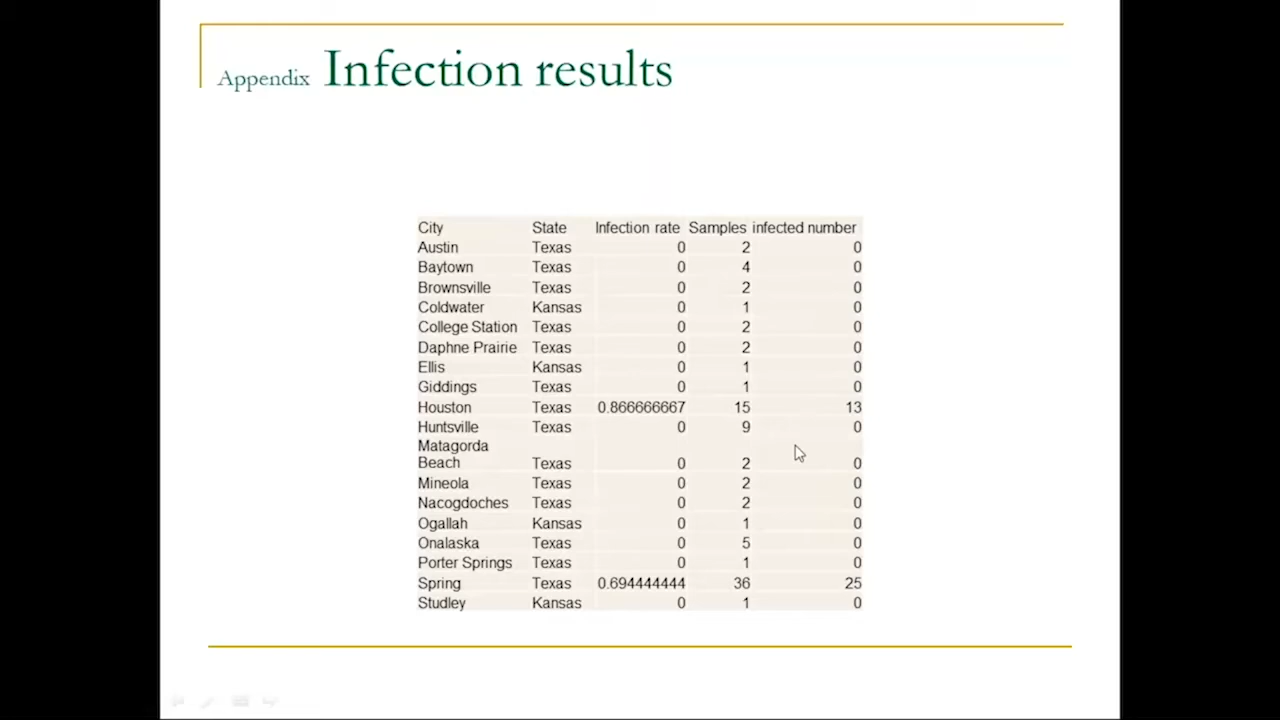 Appendix Infection results
City State Infection rate Samples infected number
Austin Texas 0 2 0
Baytown Texas 0 4 0
Brownsville Texas 0 2 0
Coldwater Kansas 0 1 0
College Station Texas 0 2 0
Daphne Prairie Texas 0 2 0
Ellis Kansas 0 1 0
Giddings Texas 0 1 0
Houston Texas 0.866666667 15 13
Huntsville Texas 0 9 0
Matagorda
Beach Texas 0 2 0
Mineola Texas 0 2 0
Nacogdoches Texas 0 2 0
Ogallah Kansas 0 1 0
Onalaska Texas 0 5 0
Porter Springs Texas 0 1 0
Spring Texas 0.694444444 36 25
Studley Kansas 0 1 0